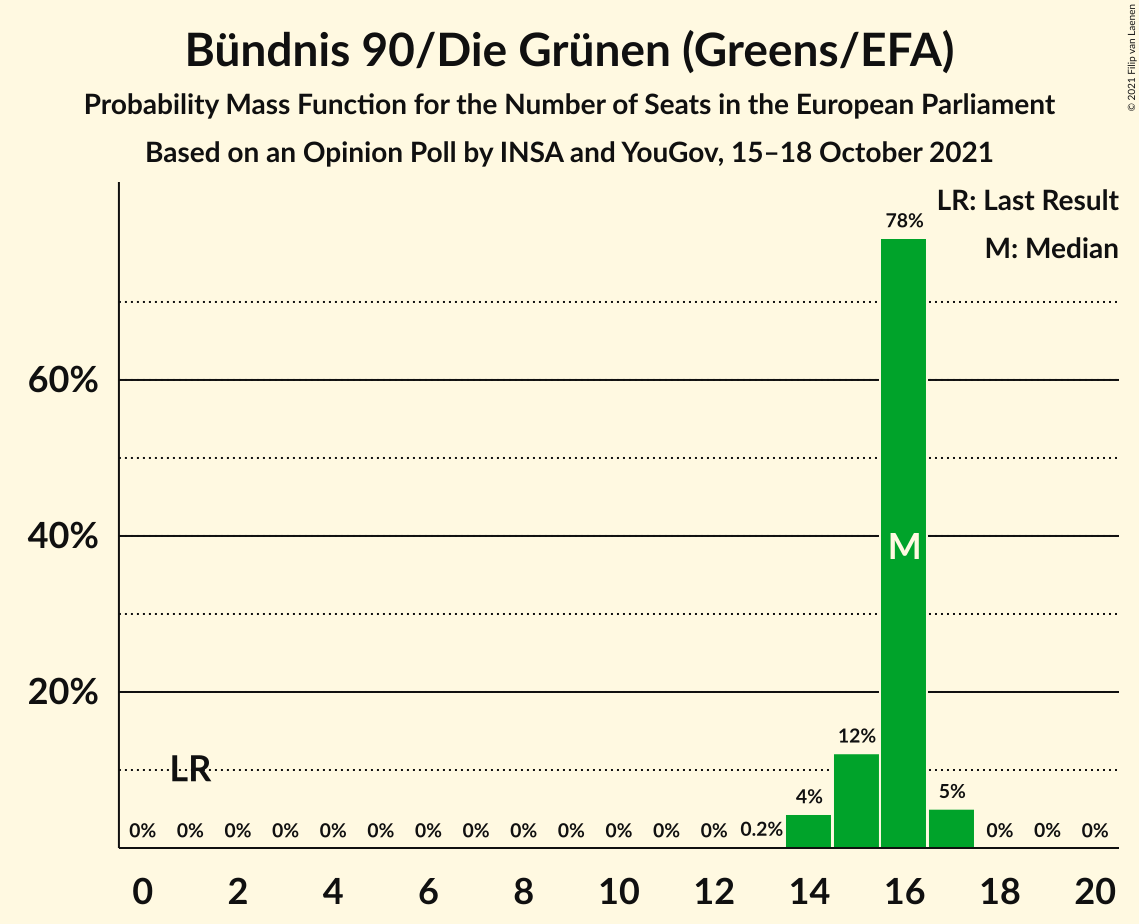 Bündnis 90/Die Grünen (Greens/EFA)
Probability Mass Function for the Number of Seats in the European Parliament
Based on an Opinion Poll by INSA and YouGov, 15–18 October 2021
© 2021 Filip van Laenen
LR: Last Result
M: Median
78%
60%
40%
M
20%
12%
LR
4%
5%
0% 0% 0% 0% 0% 0% 0% 0% 0% 0% 0% 0% 0% 0.2% 0% 0% 0%
0 2 4 6 8 10 12 14 16 18 20